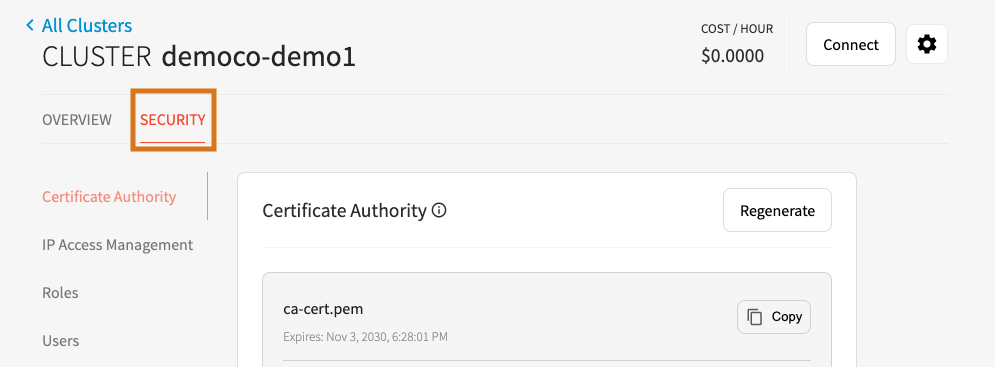 All Clusters
CLUSTER democo-demo1
COST / HOUR
$0.0000
Connect
OVERVIEW
SECURITY
Certificate Authority
IP Access Management
Roles
Users
Certificate Authority
Regenerate
ca-cert.pem
Expires: Nov 3, 2030, 6:28:01 PM
Copy